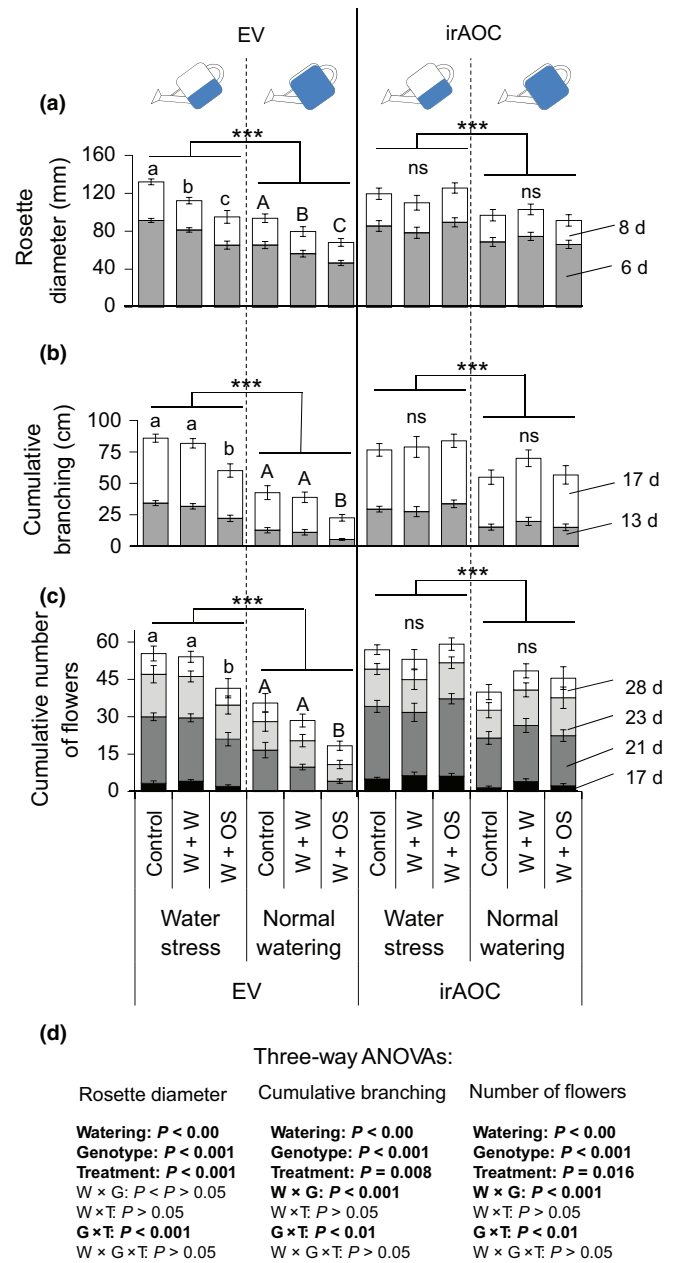 EV irAOC
(a)
***
***
160
120
80
40
0
Rosette
diameter (mm)
a b c A B C
ns
ns
8 d
6 d
(b)
***
***
100
75
50
25
0
Cumulative
branching (cm)
a a b A A B
ns
ns
17 d
13 d
(c)
***
***
60
45
30
15
0
Cumulative number
of flowers
a a b A A B
ns
ns
28 d
23 d
21 d
17 d
Control W + W W + OS Control W + W W + OS Control W + W W + OS Control W + W W + OS
Water stress Normal watering Water stress Normal watering
EV irAOC
(d)
Three-way ANOVAs:
Rosette diameter Cumulative branching Number of flowers
Watering: P < 0.00 Watering: P < 0.00 Watering: P < 0.00
Genotype: P < 0.001 Genotype: P < 0.001 Genotype: P < 0.001
Treatment: P < 0.001 Treatment: P = 0.008 Treatment: P = 0.016
W × G: P < P > 0.05 W × G: P < 0.001 W × G: P < 0.001
W ×T: P > 0.05 W ×T: P > 0.05 W ×T: P > 0.05
G ×T: P < 0.001 G ×T: P < 0.01 G ×T: P < 0.01
W × G ×T: P > 0.05 W × G ×T: P > 0.05 W × G ×T: P > 0.05